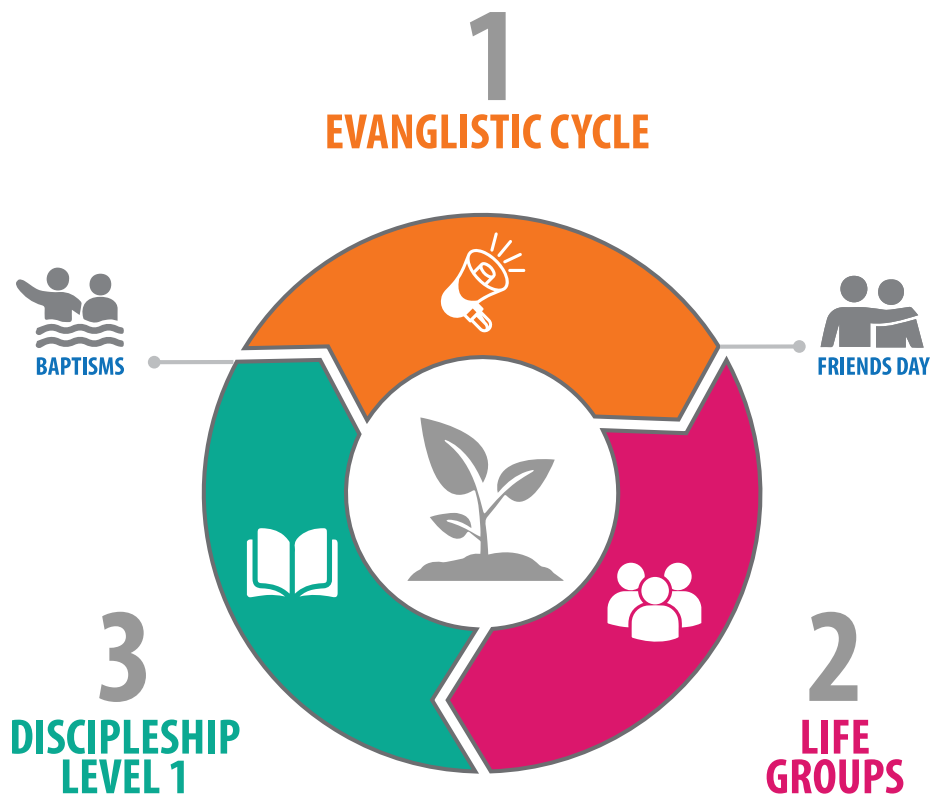 1
EVANGLISTIC CYCLE
BAPTISMS
FRIENDS DAY
3
DISCIPLESHIP
LEVEL 1
2
LIFE
GROUPS